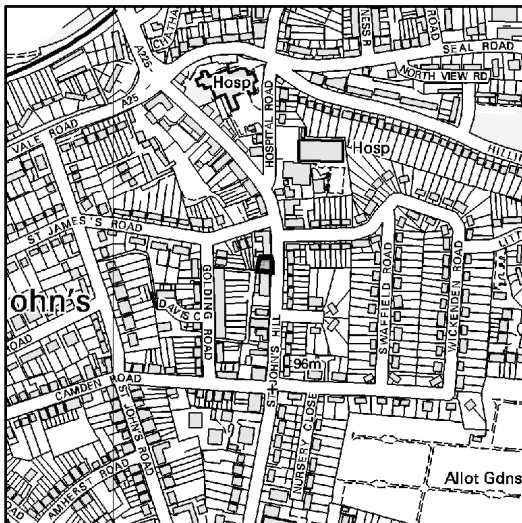 A225
ROAD
SEAL ROAD
NORTH VIEW RD
Hosp
A25
VALE ROAD
HOSPITAL ROAD
Hosp
ST JAMES'S ROAD
ohn's
DAVIS C
GOLDING ROAD
SWAFFIELD ROAD
WICKENDEN ROAD
ST JOHN'S HILL
96m
CAMDEN ROAD
ST JOHN'S ROAD
NURSERY CLOSE
AMHERST ROAD
Allot Gdns